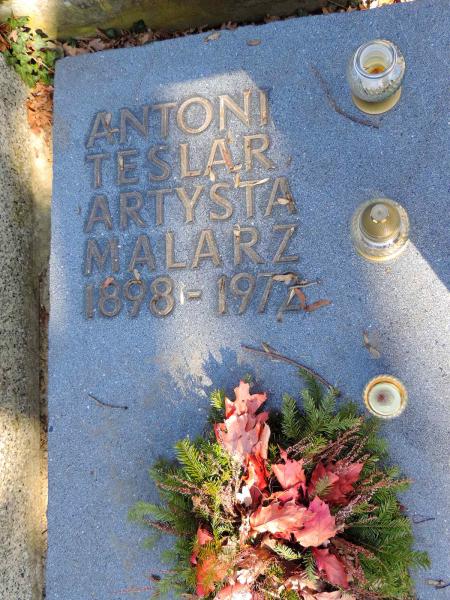 ANTONI
TESLAR
ARTYSTA
MALARZ
1898-1972